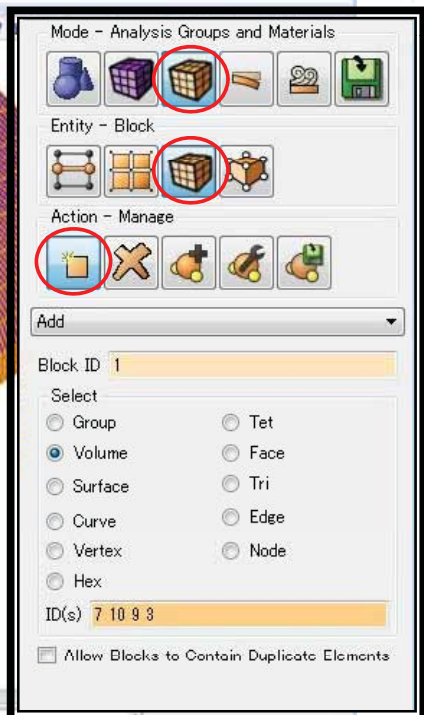 Mode - Analysis Groups and Materials
Entity - Block
Action - Manage
Add
Block ID 1
Select
Group Tet
Volume Face
Surface Tri
Curve Edge
Vertex Node
Hex
ID(s) 7 10 9 3
Allow Blocks to Contain Duplicate Elements